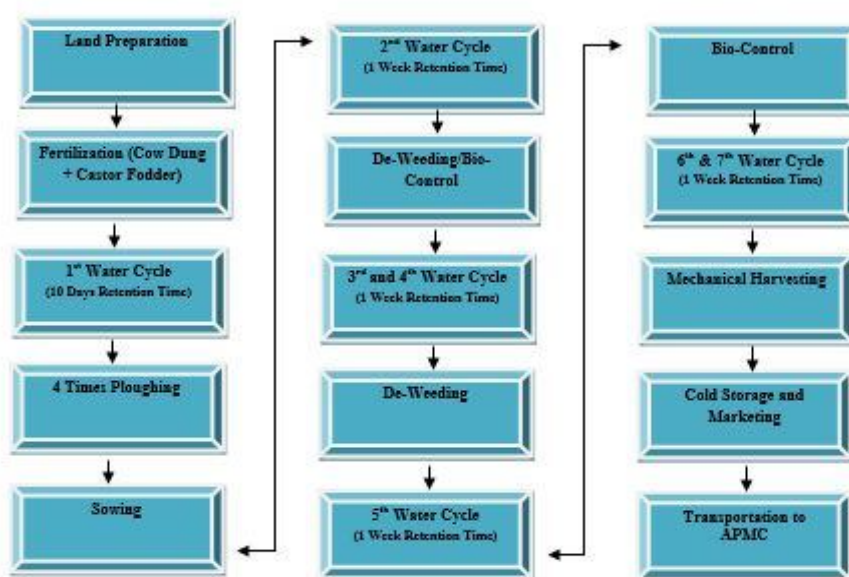 Land Preparation
Fertilization (Cow Dung
+ Castor Fodder)
1st Water Cycle
(10 Days Retention Time)
4 Times Ploughing
Sowing
2nd Water Cycle
(1 Week Retention Time)
De-Weeding/Bio-
Control
3rd and 4th Water Cycle
(1 Week Retention Time)
De-Weeding
5th Water Cycle
(1 Week Retention Time)
Bio-Control
6th & 7th Water Cycle
(1 Week Retention Time)
Mechanical Harvesting
Cold Storage and
Marketing
Transportation to
APMC